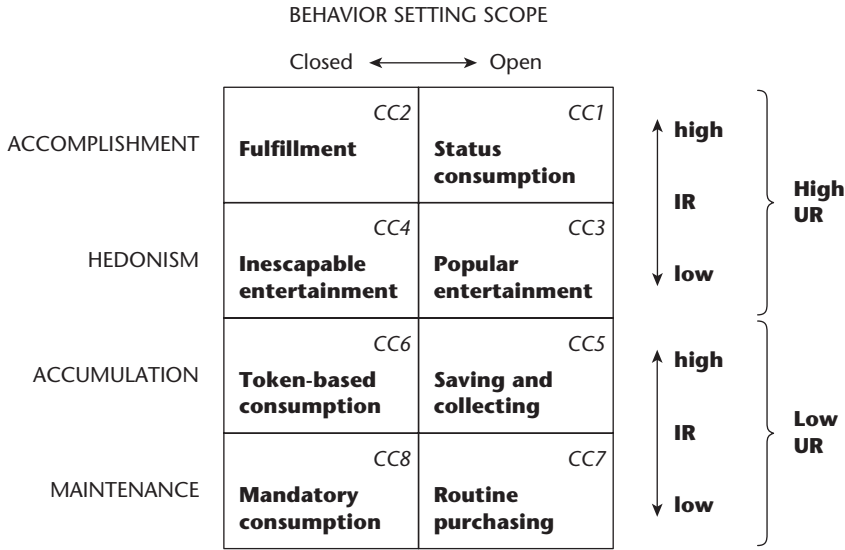 BEHAVIOR SETTING SCOPE
Closed Open
ACCOMPLISHMENT
CC2
Fulfillment
CC1
Status
consumption
high
IR
low
High
UR
HEDONISM
CC4
Inescapable
entertainment
CC3
Popular
entertainment
ACCUMULATION
CC6
Token-based
consumption
CC5
Saving and
collecting
high
IR
low
Low
UR
MAINTENANCE
CC8
Mandatory
consumption
CC7
Routine
purchasing